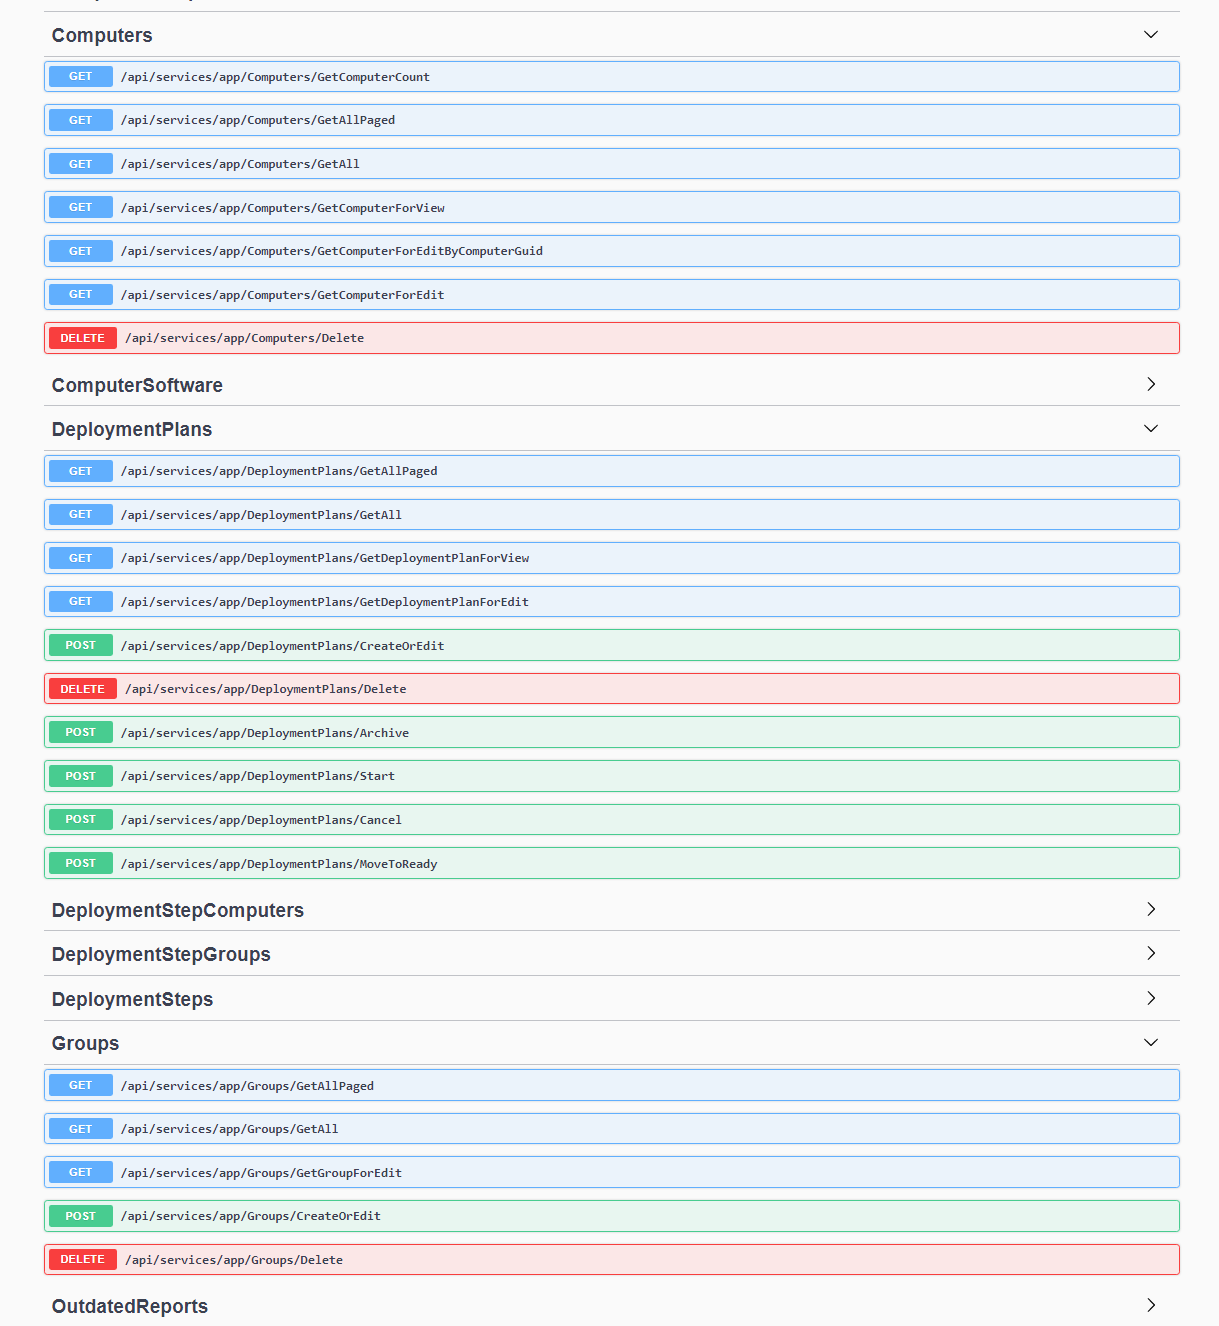 Computers
GET /api/services/app/Computers/GetComputerCount
GET /api/services/app/Computers/GetAllPaged
GET /api/services/app/Computers/GetAll
GET /api/services/app/Computers/GetComputerForView
GET /api/services/app/Computers/GetComputerForEditByComputerGuid
GET /api/services/app/Computers/GetComputerForEdit
DELETE /api/services/app/Computers/Delete
ComputerSoftware
DeploymentPlans
GET /api/services/app/DeploymentPlans/GetAllPaged
GET /api/services/app/DeploymentPlans/GetAll
GET /api/services/app/DeploymentPlans/GetDeploymentPlanForView
GET /api/services/app/DeploymentPlans/GetDeploymentPlanForEdit
POST /api/services/app/DeploymentPlans/CreateOrEdit
DELETE /api/services/app/DeploymentPlans/Delete
POST /api/services/app/DeploymentPlans/Archive
POST /api/services/app/DeploymentPlans/Start
POST /api/services/app/DeploymentPlans/Cancel
POST /api/services/app/DeploymentPlans/MoveToReady
DeploymentStepComputers
DeploymentStepGroups
DeploymentSteps
Groups
GET /api/services/app/Groups/GetAllPaged
GET /api/services/app/Groups/GetAll
GET /api/services/app/Groups/GetGroupForEdit
POST /api/services/app/Groups/CreateOrEdit
DELETE /api/services/app/Groups/Delete
OutdatedReports